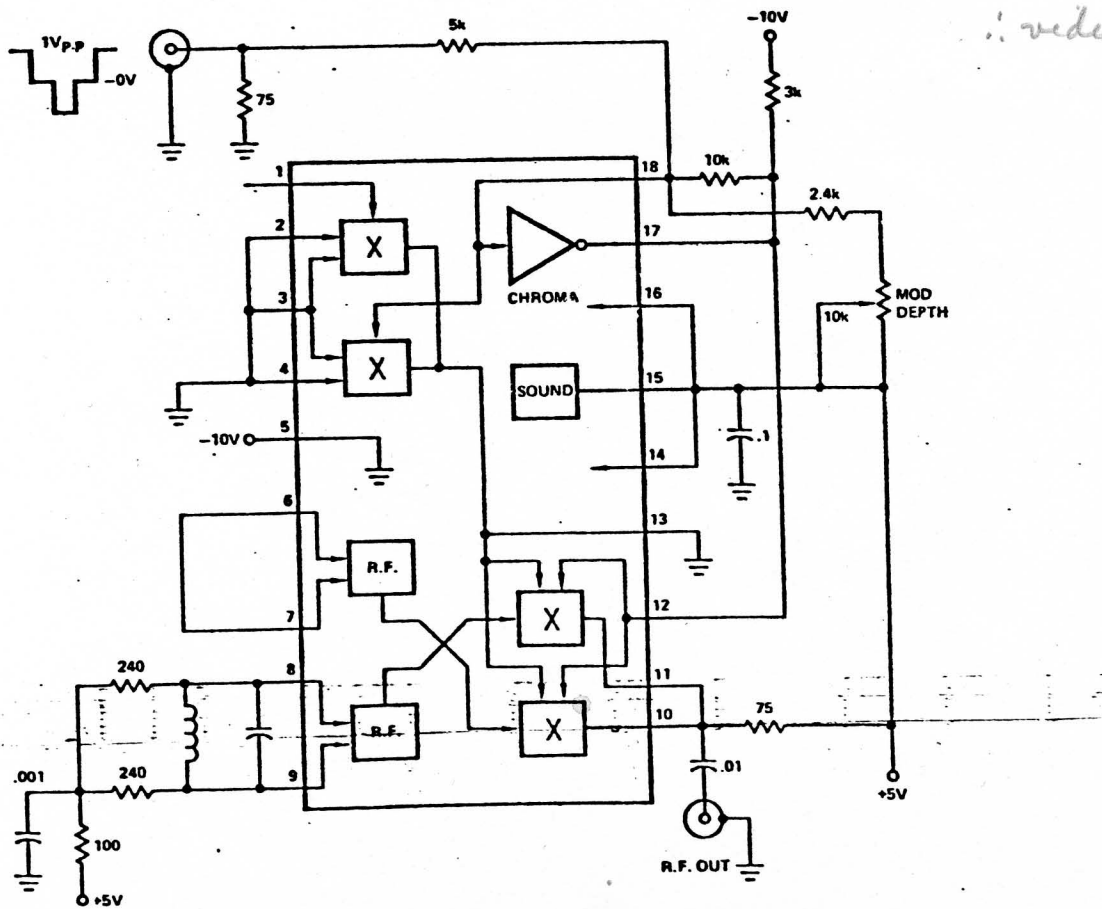 -10V
∴ vide
1V P.P
-0V
5k
75
3k
1
18
10k
2.4k
2
X
17
CHROMA
3
16
MOD DEPTH
10k
X
4
SOUND
15
-10V
5
.1
14
6
13
R.F.
7
X
12
240
8
11
R.F.
X
10
75
.001
240
9
.01
100
+5V
R.F. OUT
+5V